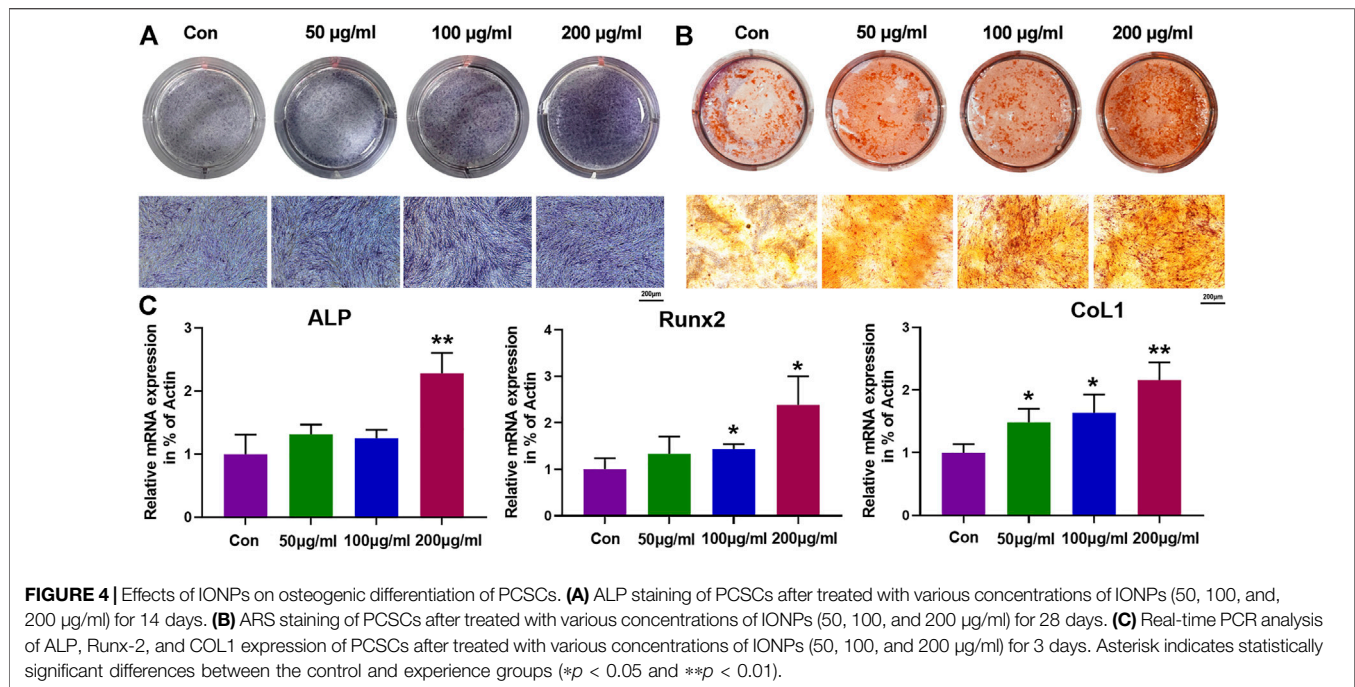 A Con 50 µg/ml 100 µg/ml 200 µg/ml
B Con 50 µg/ml 100 µg/ml 200 µg/ml
200µm
200µm
C
ALP
Relative mRNA expression
in % of Actin
3
2
1
0
**
Con 50µg/ml 100µg/ml 200µg/ml
Runx2
Relative mRNA expression
in % of Actin
4
3
2
1
0
*
*
Con 50µg/ml 100µg/ml 200µg/ml
CoL1
Relative mRNA expression
in % of Actin
3
2
1
0
*
*
**
Con 50µg/ml 100µg/ml 200µg/ml
FIGURE 4 | Effects of IONPs on osteogenic differentiation of PCSCs. (A) ALP staining of PCSCs after treated with various concentrations of IONPs (50, 100, and,
200 µg/ml) for 14 days. (B) ARS staining of PCSCs after treated with various concentrations of IONPs (50, 100, and 200 µg/ml) for 28 days. (C) Real-time PCR analysis
of ALP, Runx-2, and COL1 expression of PCSCs after treated with various concentrations of IONPs (50, 100, and 200 µg/ml) for 3 days. Asterisk indicates statistically
significant differences between the control and experience groups (*p < 0.05 and **p < 0.01).